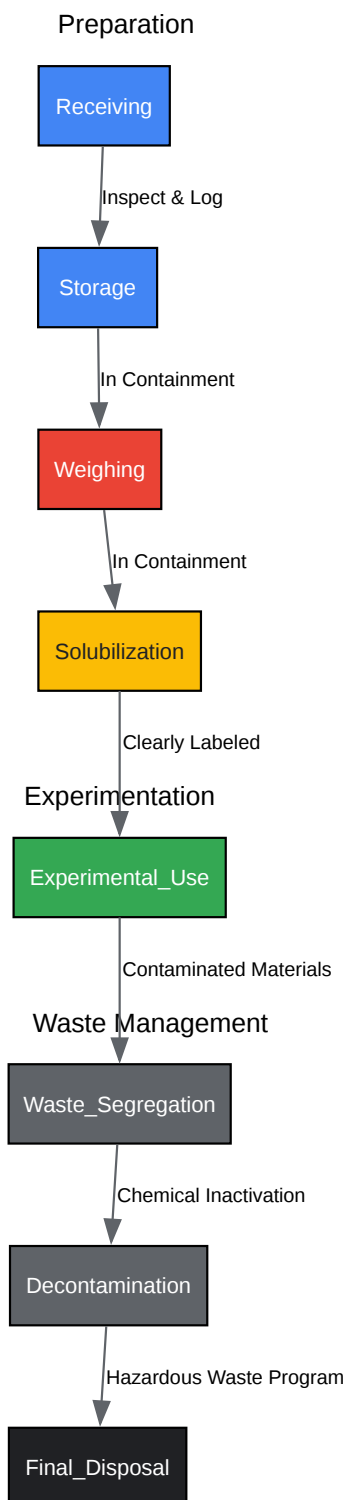 Preparation
Receiving
Inspect & Log
Storage
In Containment
Weighing
In Containment
Solubilization
Clearly Labeled
Experimentation
Experimental_Use
Contaminated Materials
Waste Management
Waste_Segregation
Chemical Inactivation
Decontamination
Hazardous Waste Program
Final_Disposal